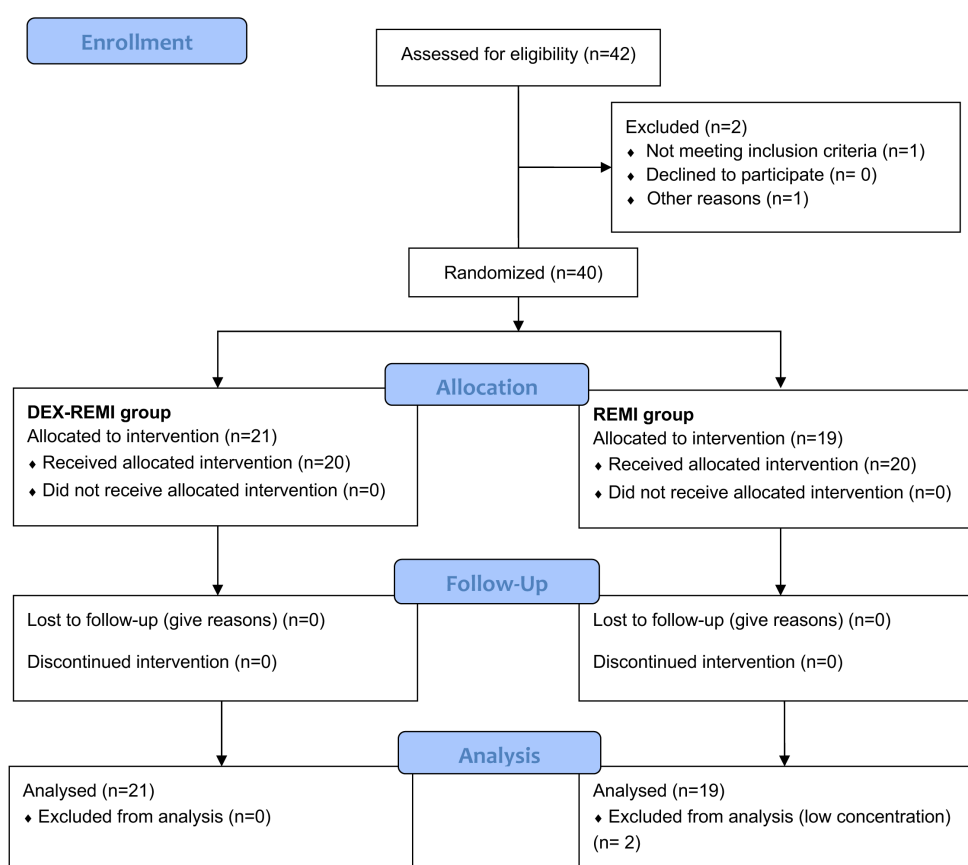 Enrollment
Assessed for eligibility (n=42)
Excluded (n=2)
♦ Not meeting inclusion criteria (n=1)
♦ Declined to participate (n= 0)
♦ Other reasons (n=1)
Randomized (n=40)
Allocation
DEX-REMI group
Allocated to intervention (n=21)
♦ Received allocated intervention (n=20)
♦ Did not receive allocated intervention (n=0)
REMI group
Allocated to intervention (n=19)
♦ Received allocated intervention (n=20)
♦ Did not receive allocated intervention (n=0)
Follow-Up
Lost to follow-up (give reasons) (n=0)
Discontinued intervention (n=0)
Lost to follow-up (give reasons) (n=0)
Discontinued intervention (n=0)
Analysis
Analysed (n=21)
♦ Excluded from analysis (n=0)
Analysed (n=19)
♦ Excluded from analysis (low concentration)
(n= 2)